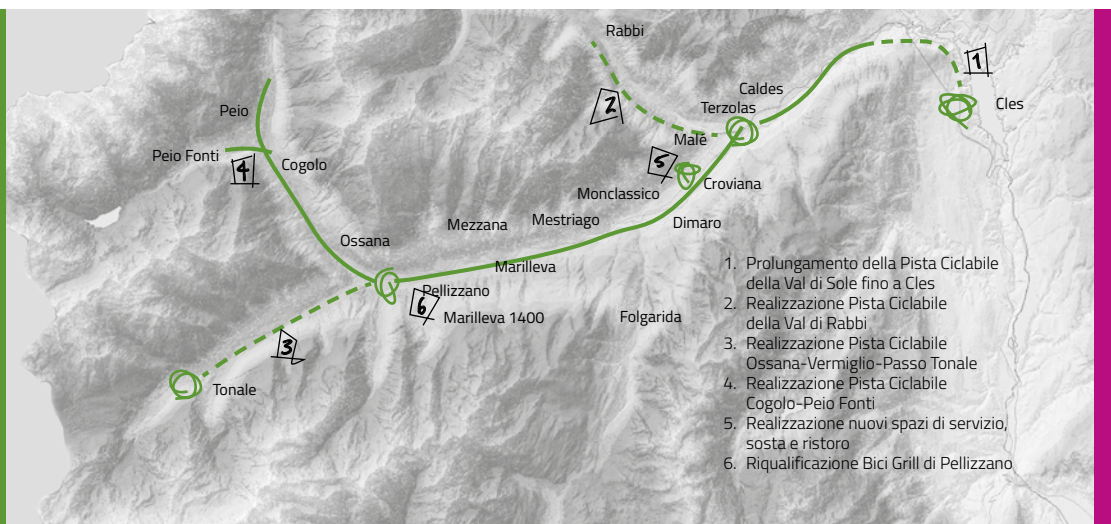 Rabbi
1
Caldes
Cles
2
Terzolas
Peio
Malè
Peio Fonti
4
Cogolo
5
Croviana
Monclassico
Mezzana
Mestriago
Dimaro
Ossana
Marilleva
Pellizzano
6
Marilleva 1400
Folgarida
3
Tonale
1. Prolungamento della Pista Ciclabile
della Val di Sole fino a Cles
2. Realizzazione Pista Ciclabile
della Val di Rabbi
3. Realizzazione Pista Ciclabile
Ossana-Vermiglio-Passo Tonale
4. Realizzazione Pista Ciclabile
Cogolo-Peio Fonti
5. Realizzazione nuovi spazi di servizio,
sosta e ristoro
6. Riqualificazione Bici Grill di Pellizzano